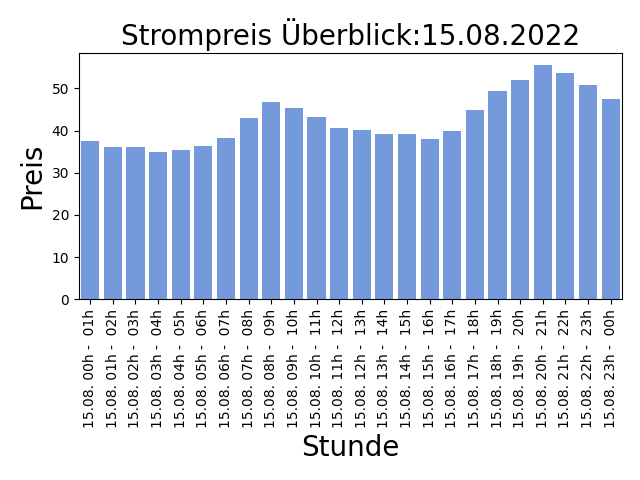 Strompreis Überblick:15.08.2022
Preis
50
40
30
20
10
0
15.08. 00h - 01h
15.08. 01h - 02h
15.08. 02h - 03h
15.08. 03h - 04h
15.08. 04h - 05h
15.08. 05h - 06h
15.08. 06h - 07h
15.08. 07h - 08h
15.08. 08h - 09h
15.08. 09h - 10h
15.08. 10h - 11h
15.08. 11h - 12h
15.08. 12h - 13h
15.08. 13h - 14h
15.08. 14h - 15h
15.08. 15h - 16h
15.08. 16h - 17h
15.08. 17h - 18h
15.08. 18h - 19h
15.08. 19h - 20h
15.08. 20h - 21h
15.08. 21h - 22h
15.08. 22h - 23h
15.08. 23h - 00h
Stunde